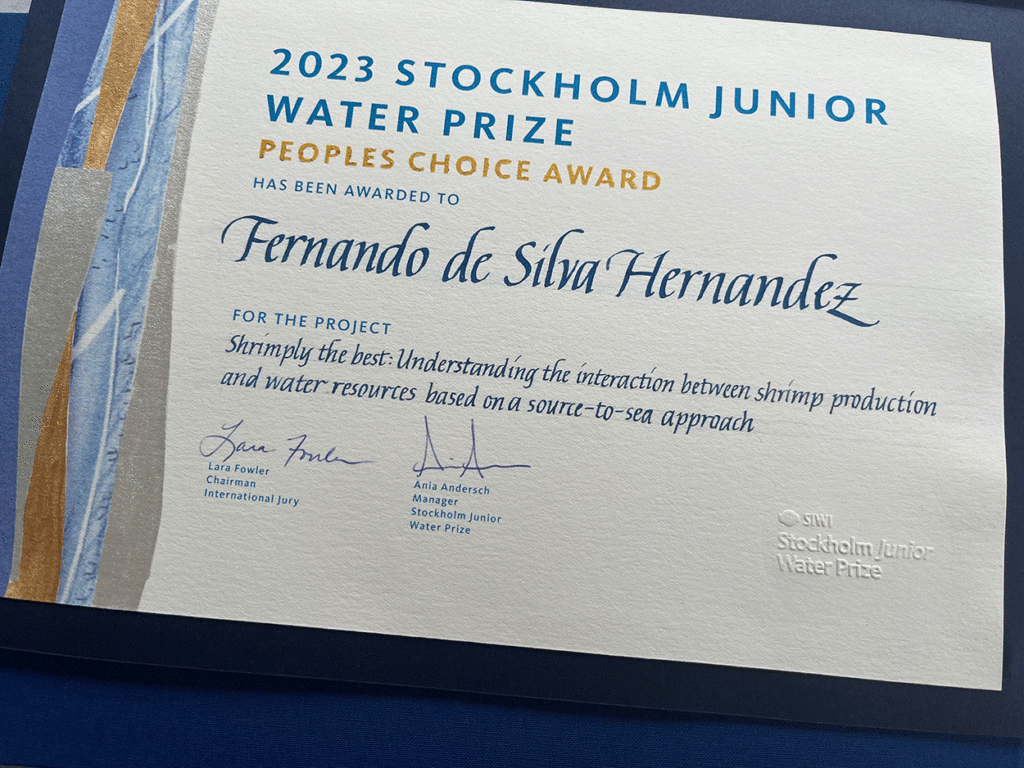 2023 STOCKHOLM JUNIOR
WATER PRIZE
PEOPLES CHOICE AWARD
HAS BEEN AWARDED TO
Fernando de Silva Hernandez
FOR THE PROJECT
Shrimply the best: Understanding the interaction between shrimp production
and water resources based on a source-to-sea approach
Lara Fowler
Lara Fowler
Chairman
International Jury
Ania Andersch
Manager
Stockholm Junior
Water Prize
SIWI
Stockholm Junior
Water Prize